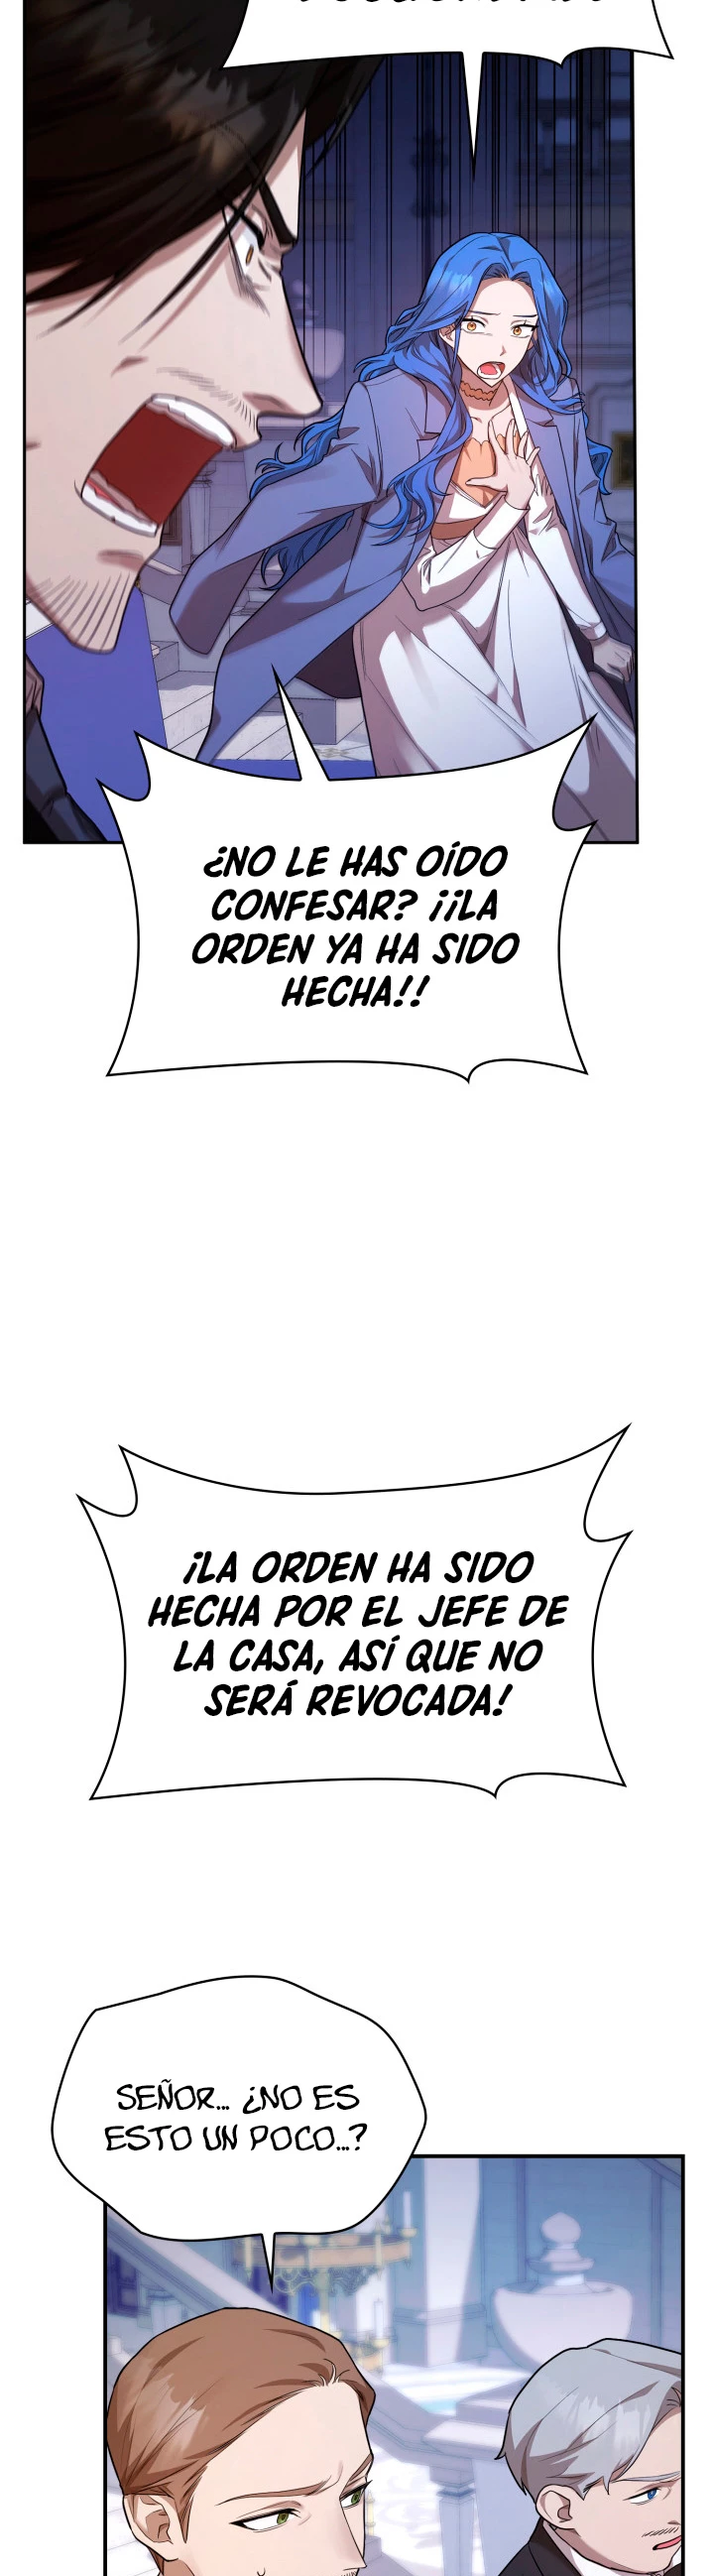 ¿NO LE HAS OÍDO
CONFESAR? ¡¡LA
ORDEN YA HA SIDO
HECHA!!
¡LA ORDEN HA SIDO
HECHA POR EL JEFE DE
LA CASA, ASÍ QUE NO
SERÁ REVOCADA!
SEÑOR... ¿NO ES
ESTO UN POCO...?